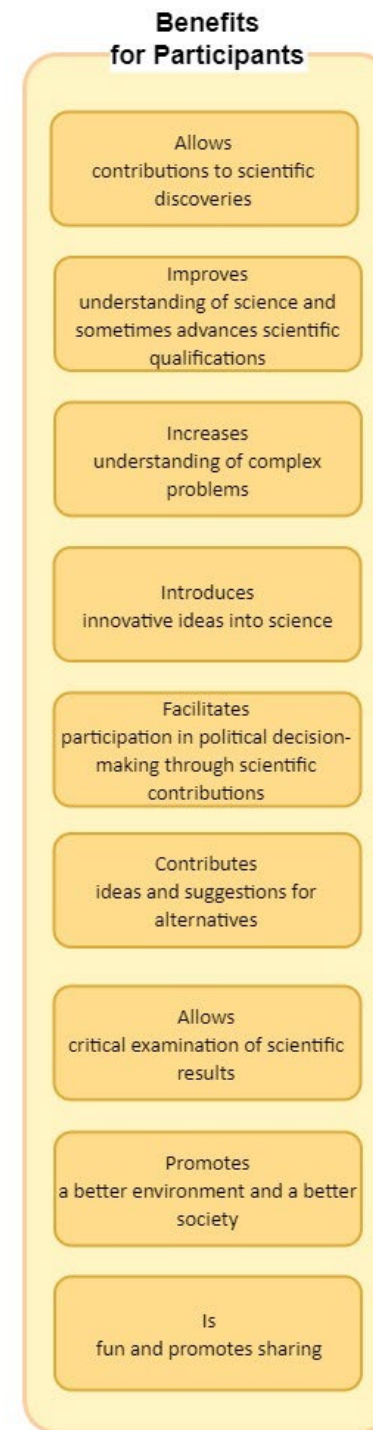 Benefits
for Participants
Allows
contributions to scientific
discoveries
Improves
understanding of science and
sometimes advances scientific
qualifications
Increases
understanding of complex
problems
Introduces
innovative ideas into science
Facilitates
participation in political decision-
making through scientific
contributions
Contributes
ideas and suggestions for
alternatives
Allows
critical examination of scientific
results
Promotes
a better environment and a better
society
Is
fun and promotes sharing